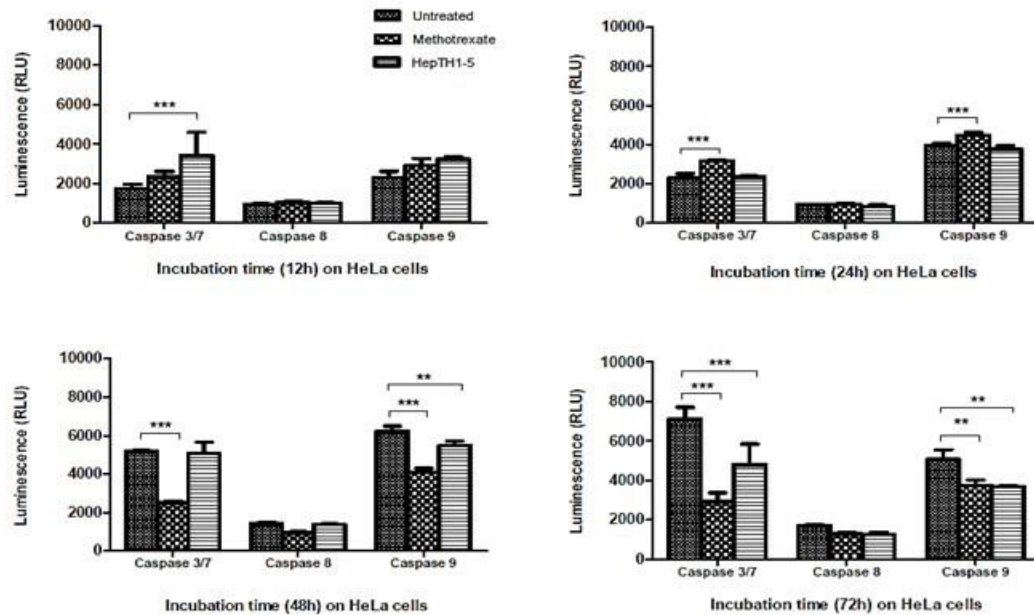 10000
8000
6000
4000
2000
0
Luminescence (RLU)
***
Caspase 3/7
Caspase 8
Caspase 9
Incubation time (12h) on HeLa cells
Untreated
Methotrexate
HepTH1-5
10000
8000
6000
4000
2000
0
Luminescence (RLU)
***
***
Caspase 3/7
Caspase 8
Caspase 9
Incubation time (24h) on HeLa cells
10000
8000
6000
4000
2000
0
Luminescence (RLU)
***
**
***
Caspase 3/7
Caspase 8
Caspase 9
Incubation time (48h) on HeLa cells
10000
8000
6000
4000
2000
0
Luminescence (RLU)
***
***
**
**
Caspase 3/7
Caspase 8
Caspase 9
Incubation time (72h) on HeLa cells